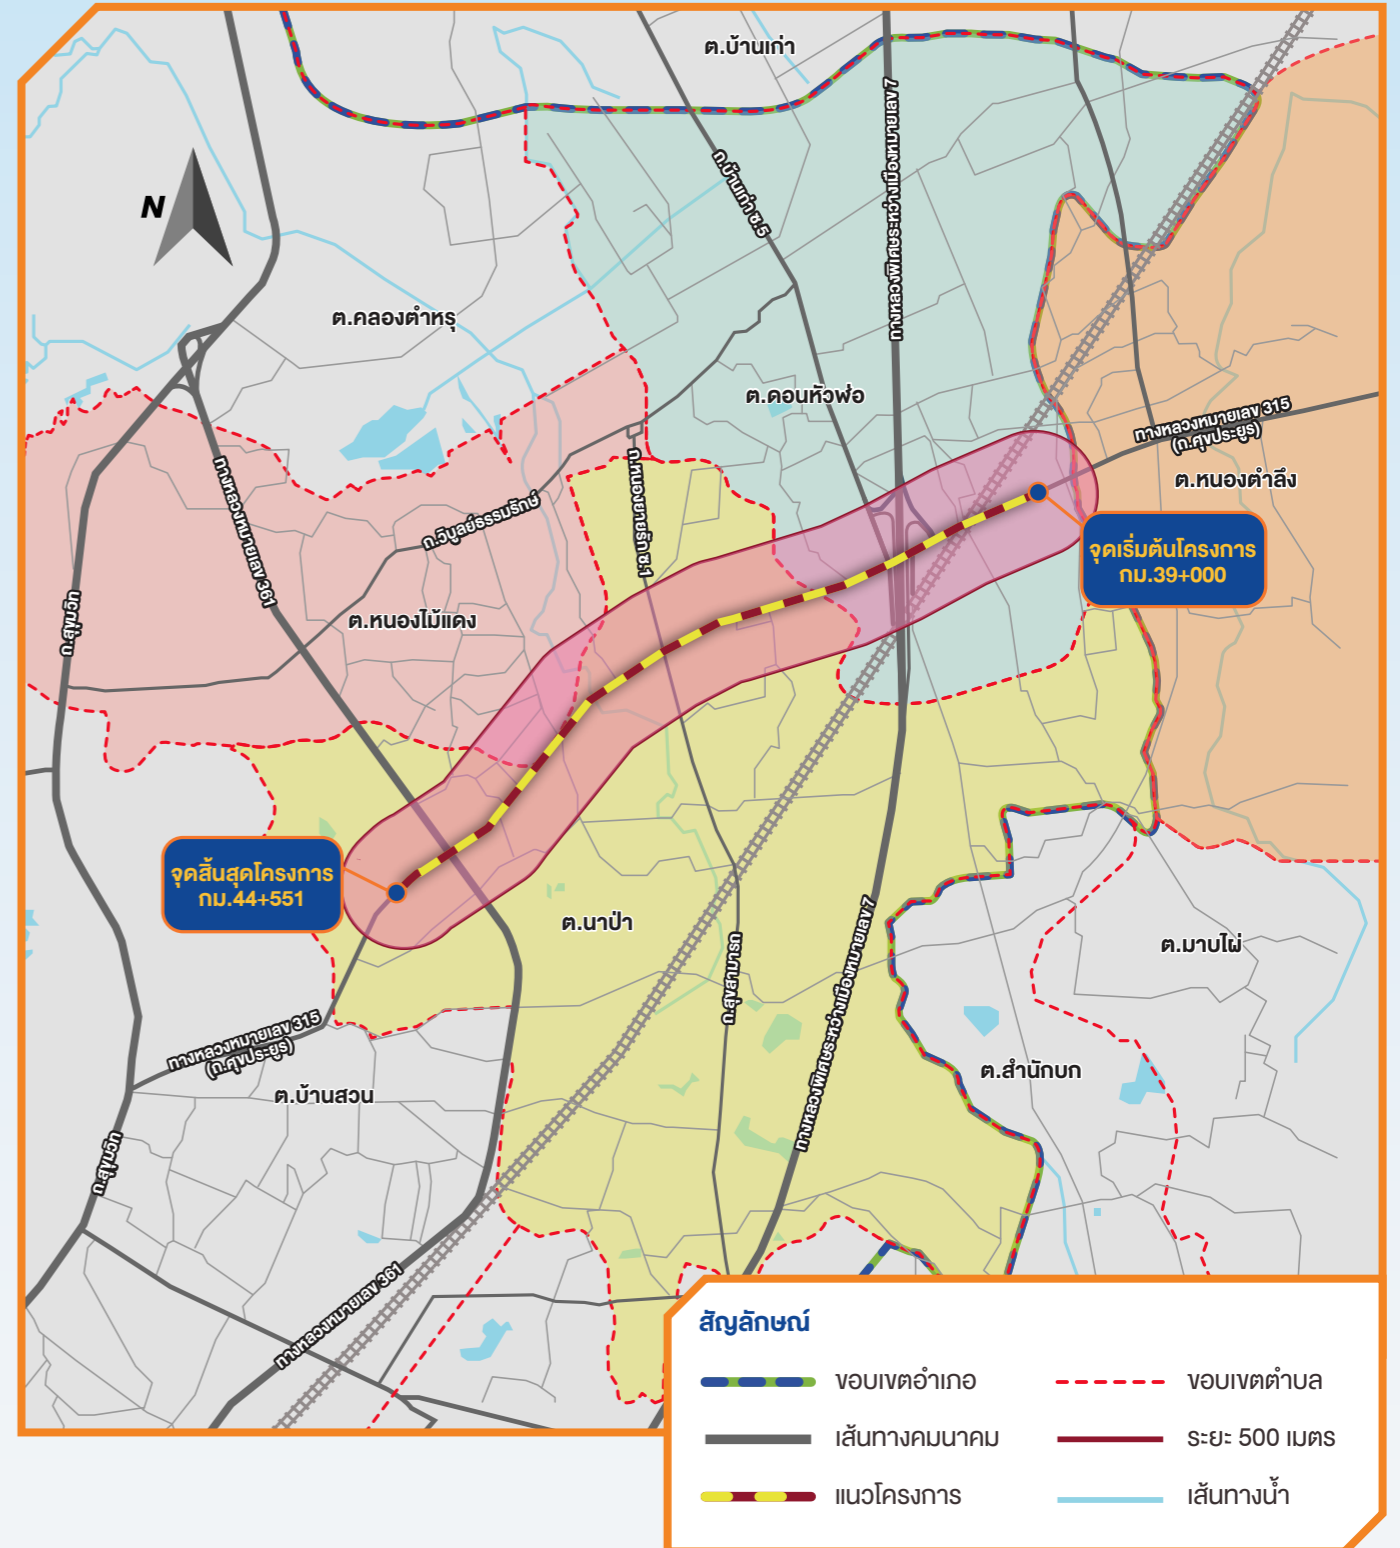 ต.บ้านเก่า
N
ถ.บ้านเก่า ซ.5
ทางหลวงพิเศษระหว่างเมืองหมายเลข 7
ต.คลองตำหรุ
ต.ดอนหัวฬ่อ
ทางหลวงหมายเลข 315
(ถ.ศุขประยูร)
ต.หนองตำลึง
ทางหลวงหมายเลข 361
ถ.วิบูลย์ธรรมรักษ์
ถ.หนองยายรัก ซ.1
จุดเริ่มต้นโครงการ
กม.39+000
ถ.สุขุมวิท
ต.หนองไม้แดง
จุดสิ้นสุดโครงการ
กม.44+551
ต.นาป่า
ถ.สุขสามารถ
ทางหลวงพิเศษระหว่างเมืองหมายเลข 7
ต.มาบไผ่
ทางหลวงหมายเลข 315
(ถ.ศุขประยูร)
ต.สำนักบก
ต.บ้านสวน
ถ.สุขุมวิท
ทางหลวงหมายเลข 361
สัญลักษณ์
ขอบเขตอำเภอ
ขอบเขตตำบล
เส้นทางคมนาคม
ระยะ 500 เมตร
แนวโครงการ
เส้นทางน้ำ